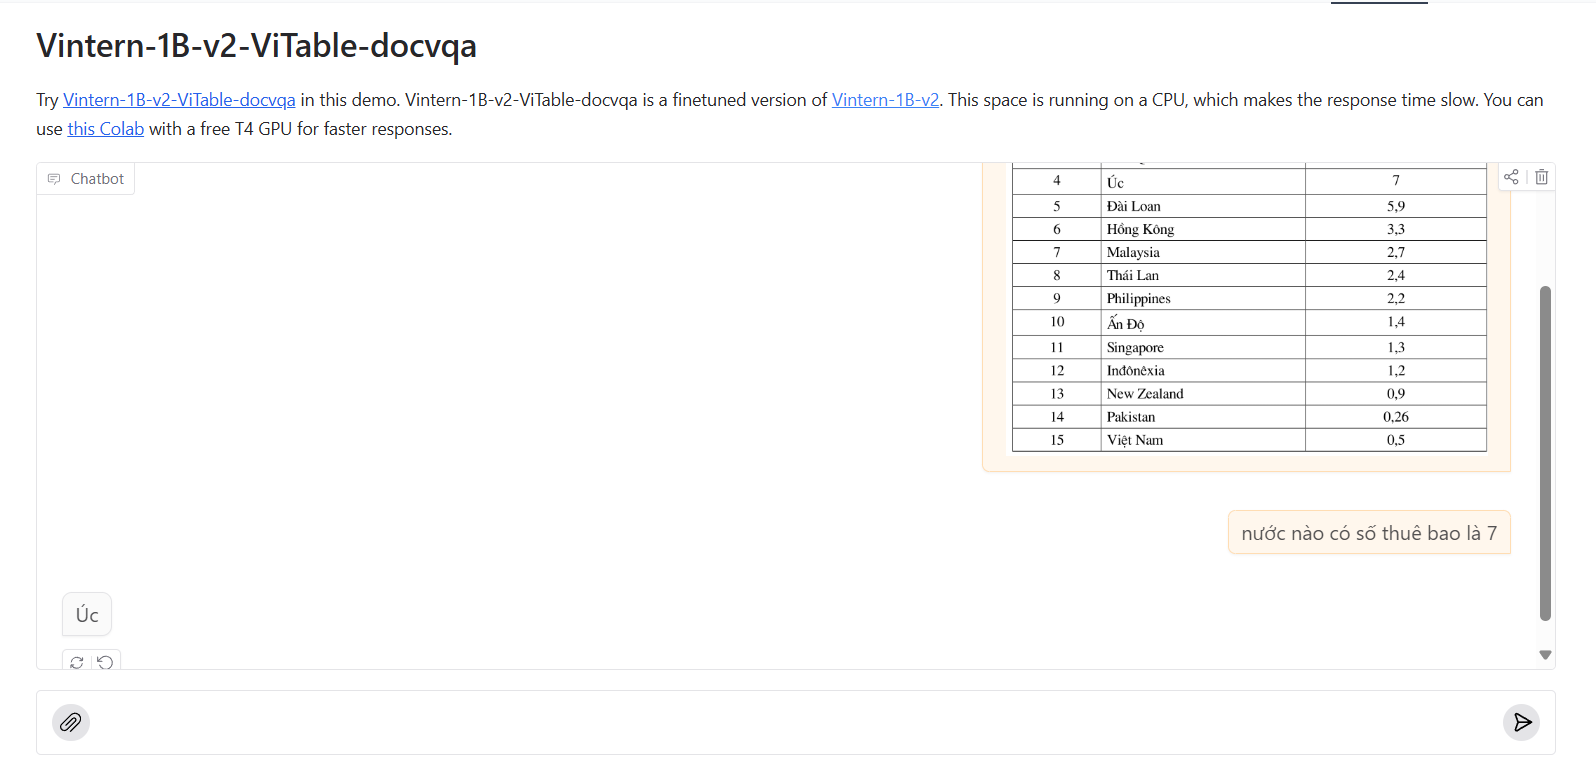 Vintern-1B-v2-ViTable-docvqa
Try Vintern-1B-v2-ViTable-docvqa in this demo. Vintern-1B-v2-ViTable-docvqa is a finetuned version of Vintern-1B-v2. This space is running on a CPU, which makes the response time slow. You can
use this Colab with a free T4 GPU for faster responses.
Chatbot
4 Úc 7
5 Đài Loan 5,9
6 Hồng Kông 3,3
7 Malaysia 2,7
8 Thái Lan 2,4
9 Philippines 2,2
10 Ấn Độ 1,4
11 Singapore 1,3
12 Inđônêxia 1,2
13 New Zealand 0,9
14 Pakistan 0,26
15 Việt Nam 0,5
nước nào có số thuê bao là 7
Úc